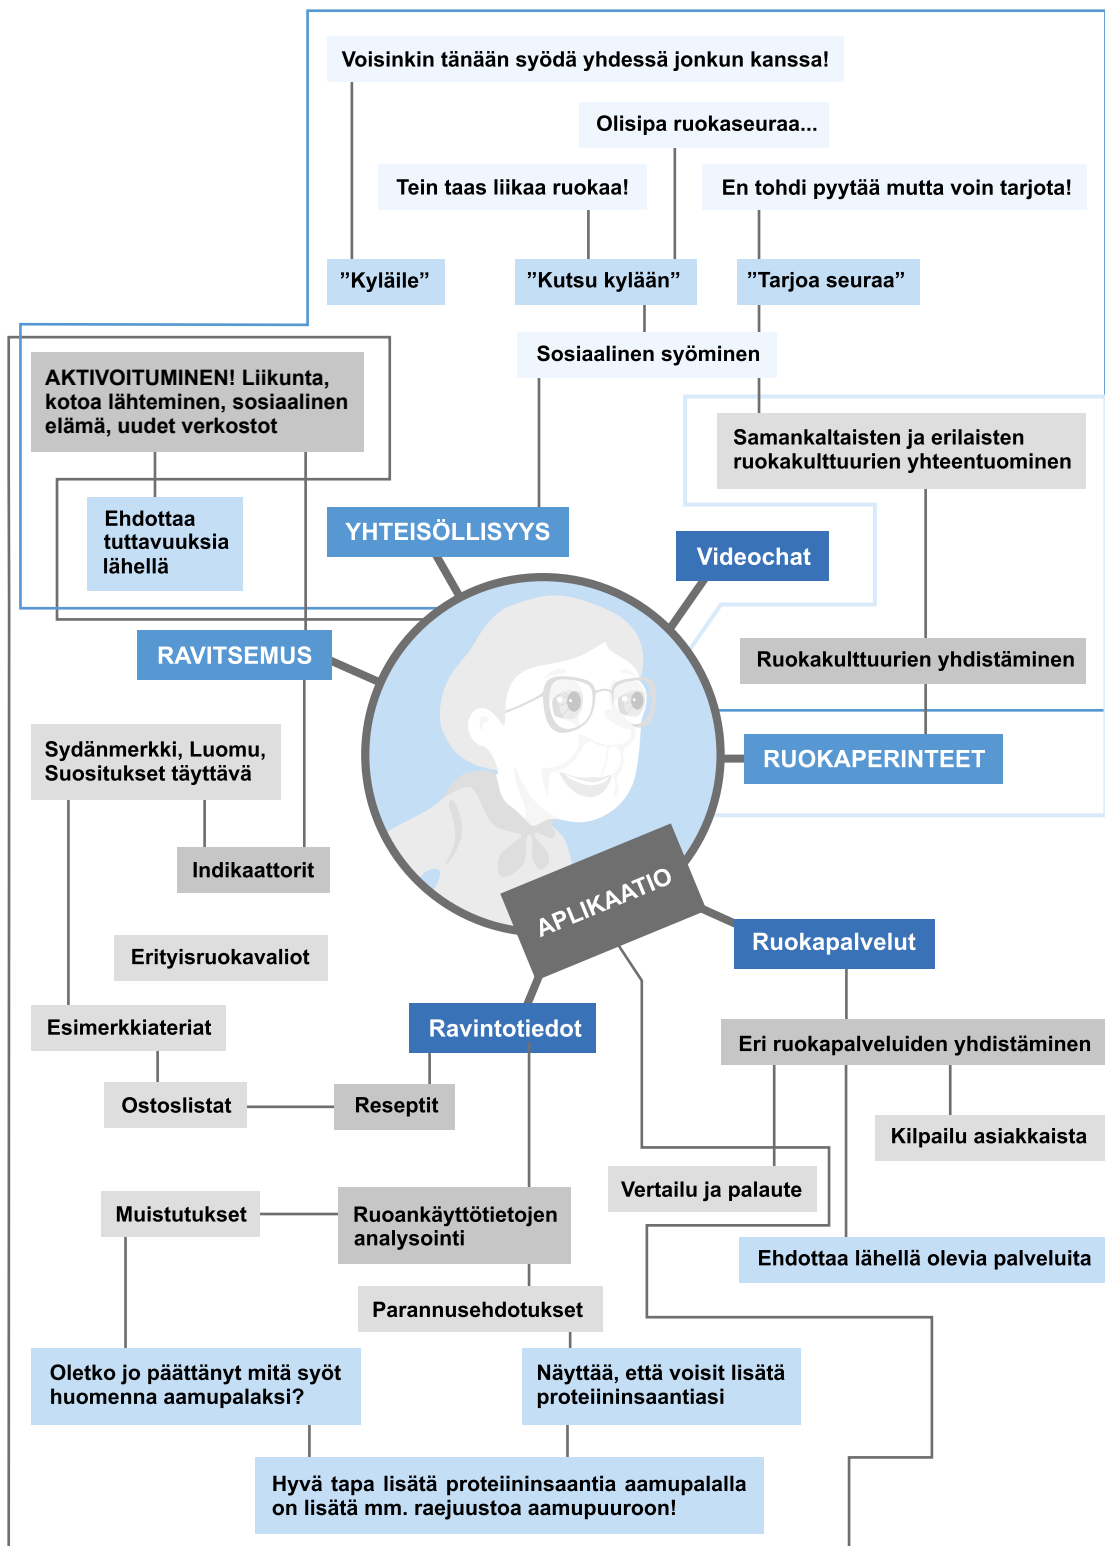 Voisinkin tänään syödä yhdessä jonkun kanssa!
Olisipa ruokaseuraa...
Tein taas liikaa ruokaa!
En tohdi pyytää mutta voin tarjota!
”Kyläile”
”Kutsu kylään”
”Tarjoa seuraa”
Sosiaalinen syöminen
AKTIVOITUMINEN! Liikunta,
kotoa lähteminen, sosiaalinen
elämä, uudet verkostot
Samankaltaisten ja erilaisten
ruokakulttuurien yhteentuominen
Ehdottaa
tuttavuuksia
lähellä
YHTEISÖLLISYYS
Videochat
RAVITSEMUS
Ruokakulttuurien yhdistäminen
Sydänmerkki, Luomu,
Suositukset täyttävä
RUOKAPERINTEET
Indikaattorit
APLIKAATIO
Erityisruokavaliot
Ruokapalvelut
Esimerkkiateriat
Ravintotiedot
Eri ruokapalveluiden yhdistäminen
Ostoslistat
Reseptit
Kilpailu asiakkaista
Vertailu ja palaute
Muistutukset
Ruoankäyttötietojen
analysointi
Ehdottaa lähellä olevia palveluita
Parannusehdotukset
Oletko jo päättänyt mitä syöt
huomenna aamupalaksi?
Näyttää, että voisit lisätä
proteiininsaantiasi
Hyvä tapa lisätä proteiininsaantia aamupalalla
on lisätä mm. raejuustoa aamupuuroon!